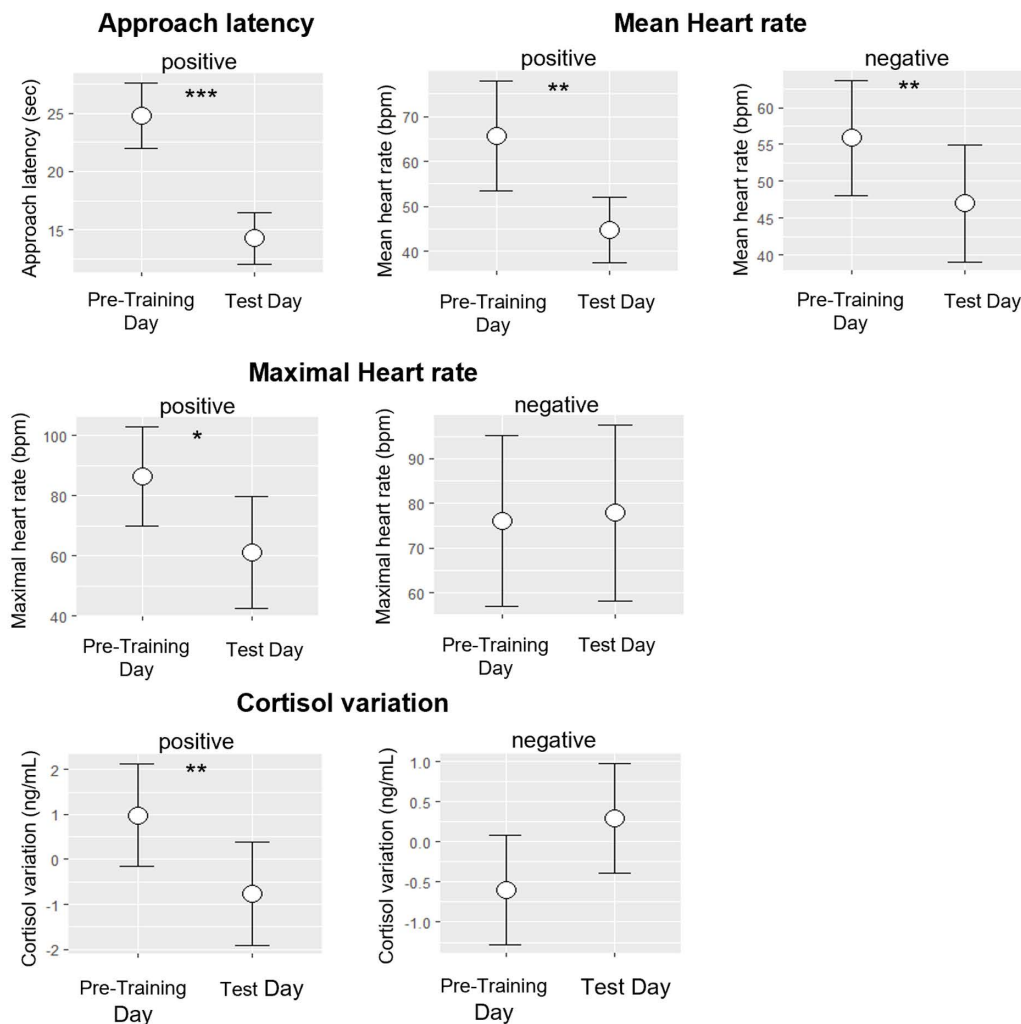 Approach latency
Mean Heart rate
positive
***
Approach latency (sec)
25
20
15
Pre-Training
Day
Test Day
positive
**
Mean heart rate (bpm)
70
60
50
40
Pre-Training
Day
Test Day
negative
**
Mean heart rate (bpm)
60
55
50
45
40
Pre-Training
Day
Test Day
Maximal Heart rate
positive
*
Maximal heart rate (bpm)
100
80
60
40
Pre-Training
Day
Test Day
negative
Maximal heart rate (bpm)
90
80
70
60
Pre-Training
Day
Test Day
Cortisol variation
positive
**
Cortisol variation (ng/mL)
2
1
0
-1
-2
Pre-Training
Day
Test Day
negative
Cortisol variation (ng/mL)
1.0
0.5
0.0
-0.5
-1.0
Pre-Training
Day
Test Day